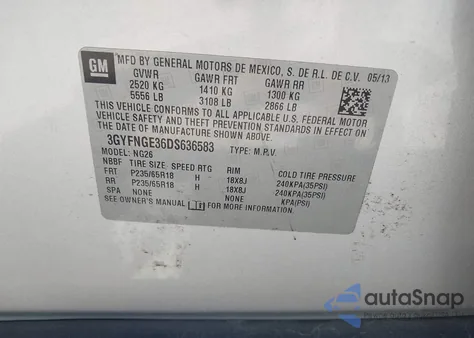 GM
MFD BY GENERAL MOTORS DE MEXICO, S. DE R.L. DE C.V. 05/13
GVWR GAWR FRT GAWR RR
2520 KG 1410 KG 1300 KG
5556 LB 3108 LB 2866 LB
THIS VEHICLE CONFORMS TO ALL APPLICABLE U.S. FEDERAL MOTOR
VEHICLE SAFETY, BUMPER, AND THEFT PREVENTION STANDARDS
IN EFFECT ON THE DATE OF MANUFACTURE SHOWN ABOVE.
3GYFNGE36DS636583 TYPE: M.P.V.
NG26
NBBF TIRE SIZE SPEED RTG RIM COLD TIRE PRESSURE
FRT P235/65R18 H 18X8J 240KPA(35PSI)
RR P235/65R18 H 18X8J 240KPA(35PSI)
SPA NONE NONE KPA(PSI)
SEE OWNER'S MANUAL FOR MORE INFORMATION.
autoSnap